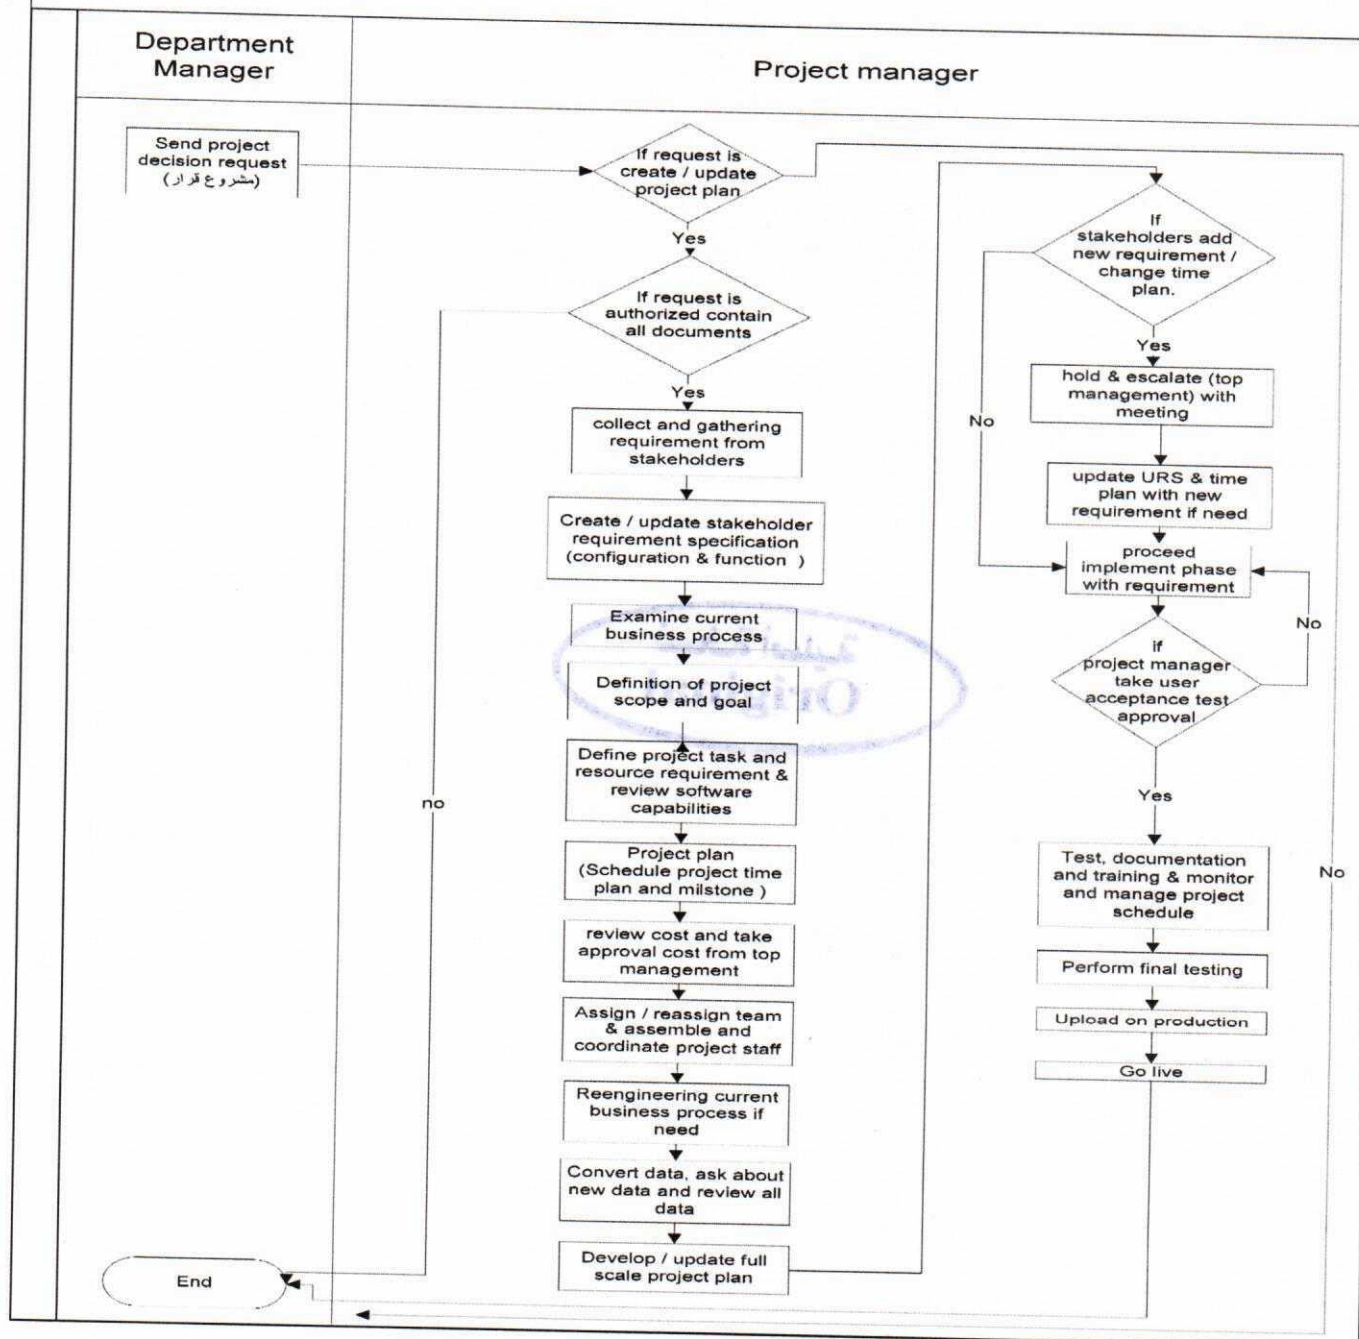 Department
Manager
Project manager
Send project
decision request
(مشروع قرار)
If request is
create / update
project plan
Yes
If request is
authorized contain
all documents
Yes
no
collect and gathering
requirement from
stakeholders
Create / update stakeholder
requirement specification
(configuration & function )
Examine current
business process
Definition of project
scope and goal
Define project task and
resource requirement &
review software
capabilities
Project plan
(Schedule project time
plan and milstone )
review cost and take
approval cost from top
management
Assign / reassign team
& assemble and
coordinate project staff
Reengineering current
business process if
need
Convert data, ask about
new data and review all
data
Develop / update full
scale project plan
If
stakeholders add
new requirement /
change time
plan.
Yes
No
hold & escalate (top
management) with
meeting
update URS & time
plan with new
requirement if need
proceed
implement phase
with requirement
No
if
project manager
take user
acceptance test
approval
Yes
Test, documentation
and training & monitor
and manage project
schedule
No
Perform final testing
Upload on production
Go live
End